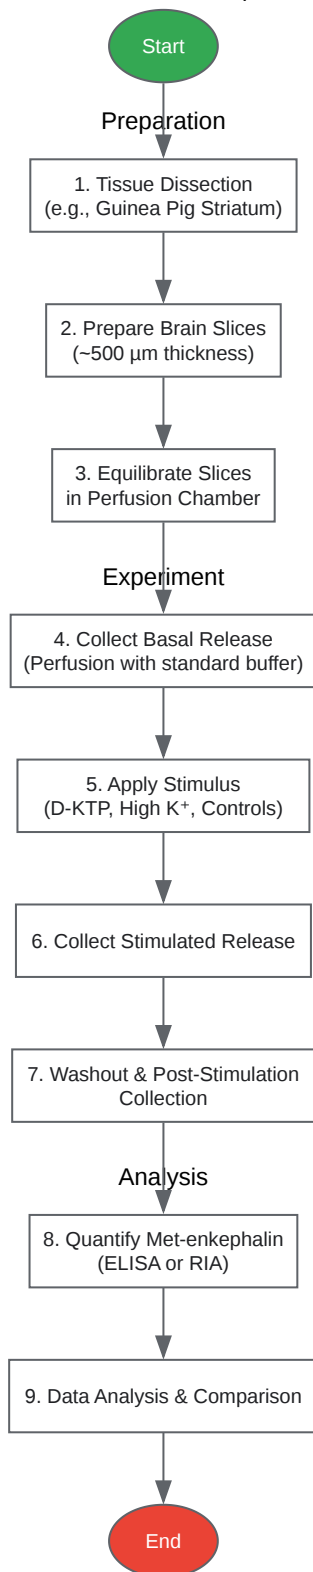 Start
Preparation
1. Tissue Dissection
(e.g., Guinea Pig Striatum)
2. Prepare Brain Slices
(~500 µm thickness)
3. Equilibrate Slices
in Perfusion Chamber
Experiment
4. Collect Basal Release
(Perfusion with standard buffer)
5. Apply Stimulus
(D-KTP, High K⁺, Controls)
6. Collect Stimulated Release
7. Washout & Post-Stimulation
Collection
Analysis
8. Quantify Met-enkephalin
(ELISA or RIA)
9. Data Analysis & Comparison
End